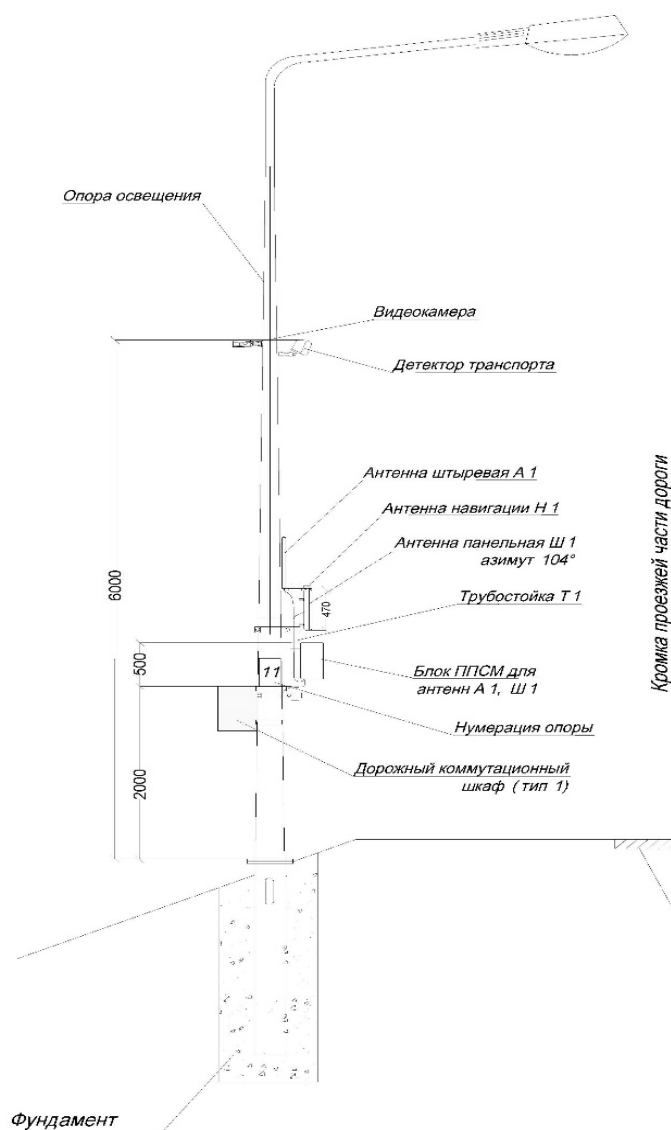 Опора освещения
Видеокамера
Детектор транспорта
Антенна штыревая А 1
Антенна навигации Н 1
Антенна панельная Ш 1
азимут 104°
Трубостойка Т 1
470
6000
500
2000
11
Блок ППСМ для
антенн А 1, Ш 1
Нумерация опоры
Дорожный коммутационный
шкаф ( тип 1)
Кромка проезжей части дороги
Фундамент